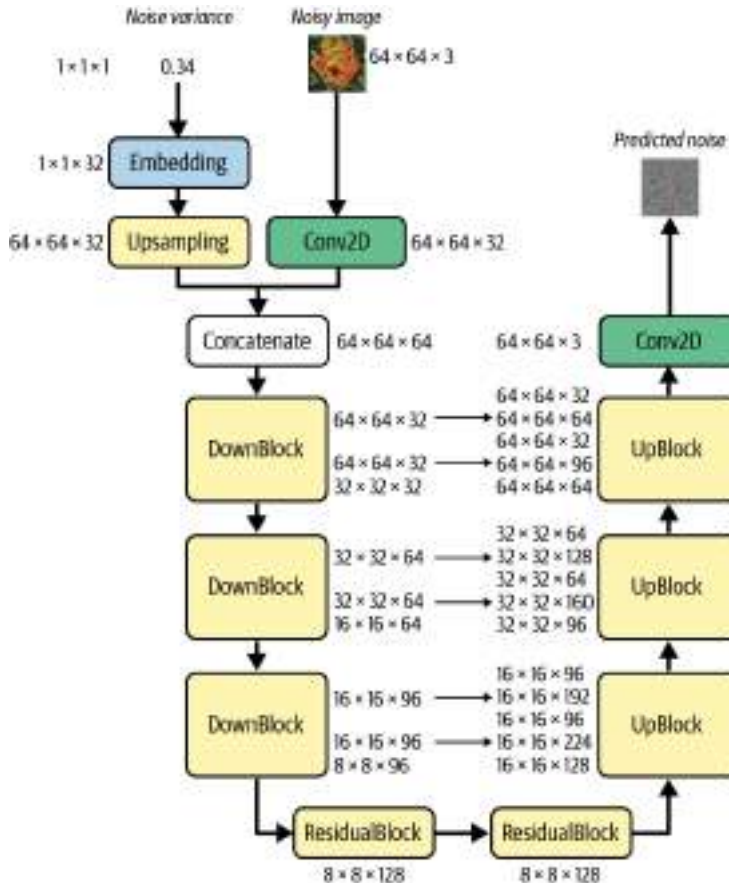 Noise variance
Noisy image
1 × 1 × 1
0.34
64 × 64 × 3
1 × 1 × 32
Embedding
Predicted noise
64 × 64 × 32
Upsampling
Conv2D
64 × 64 × 32
Concatenate
64 × 64 × 64
64 × 64 × 3
Conv2D
DownBlock
64 × 64 × 32
64 × 64 × 32
32 × 32 × 32
64 × 64 × 32
64 × 64 × 64
64 × 64 × 32
64 × 64 × 96
64 × 64 × 64
UpBlock
DownBlock
32 × 32 × 64
32 × 32 × 64
16 × 16 × 64
32 × 32 × 64
32 × 32 × 128
32 × 32 × 64
32 × 32 × 160
32 × 32 × 96
UpBlock
DownBlock
16 × 16 × 96
16 × 16 × 96
8 × 8 × 96
16 × 16 × 96
16 × 16 × 192
16 × 16 × 96
16 × 16 × 224
16 × 16 × 128
UpBlock
ResidualBlock
ResidualBlock
8 × 8 × 128
8 × 8 × 128